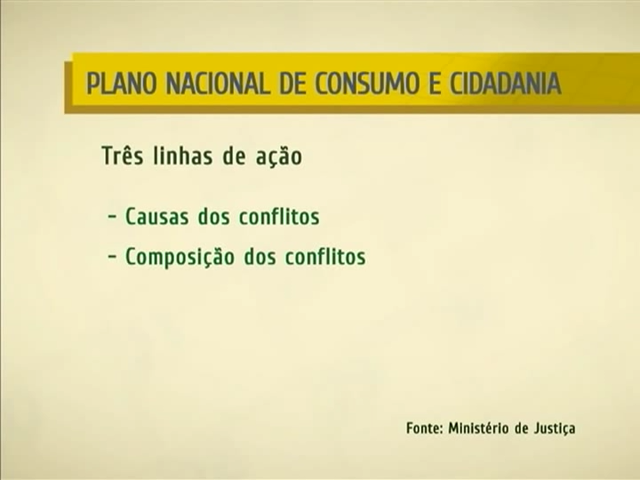 PLANO NACIONAL DE CONSUMO E CIDADANIA
Três linhas de ação
- Causas dos conflitos
- Composição dos conflitos
Fonte: Ministério de Justiça